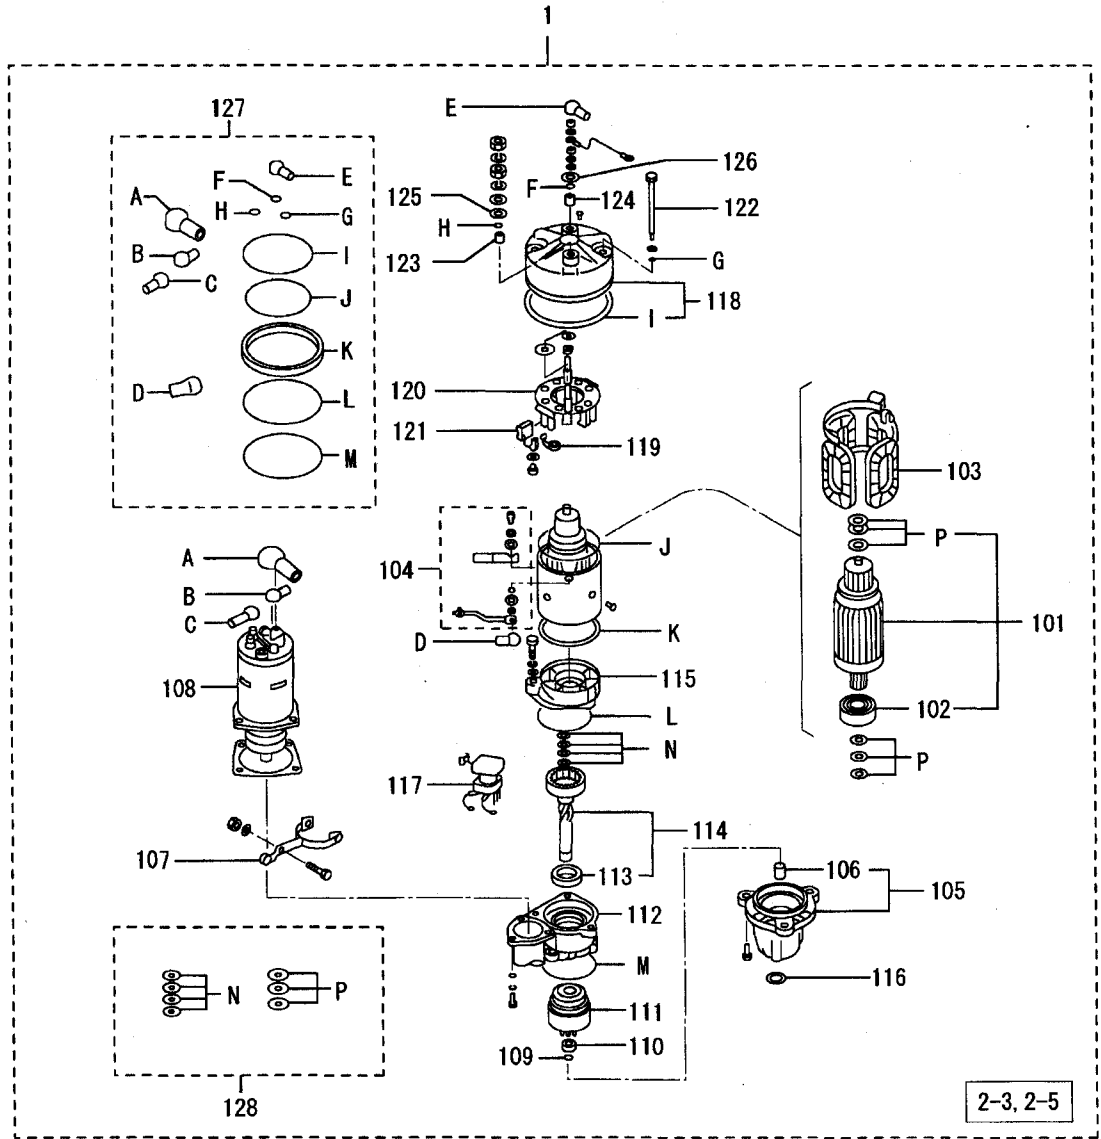 1
127
E
126
A
F
E
125
F
124
122
H
G
H
B
123
G
I
C
J
I
118
K
D
L
120
121
119
M
103
P
A
104
J
B
C
D
K
101
108
115
L
102
N
P
117
114
107
113
106
105
112
M
116
N
P
111
110
109
128
2-3, 2-5